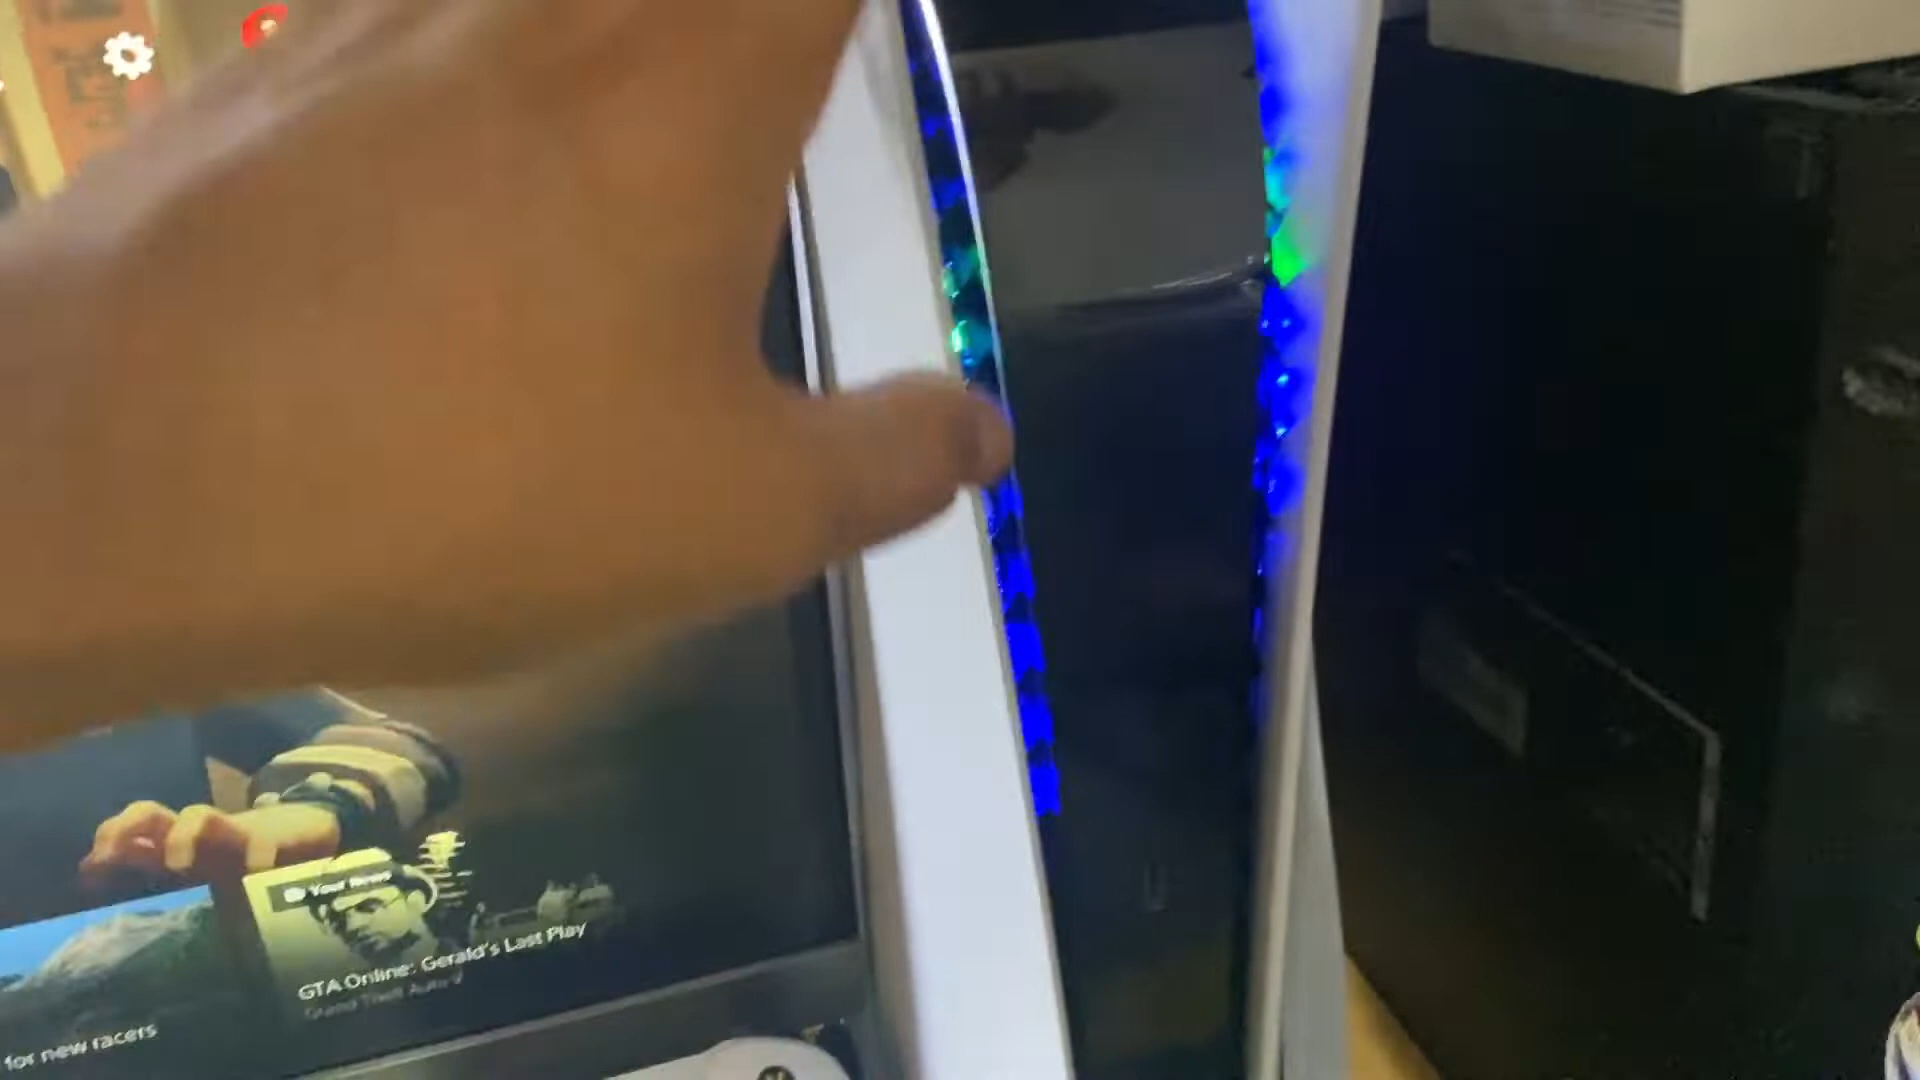 Your News
GTA Online: Gerald's Last Play
Grand Theft Auto V
for new racers